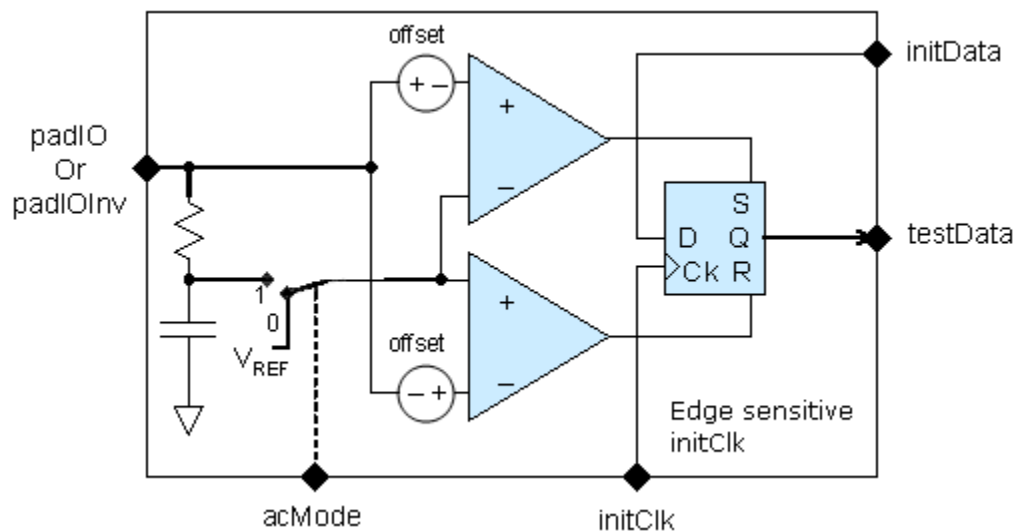 offset
+ −
initData
padIO
Or
padIOInv
+
−
S
D Q
Ck R
testData
1
0
VREF
+
offset
− +
−
Edge sensitive
initClk
acMode
initClk